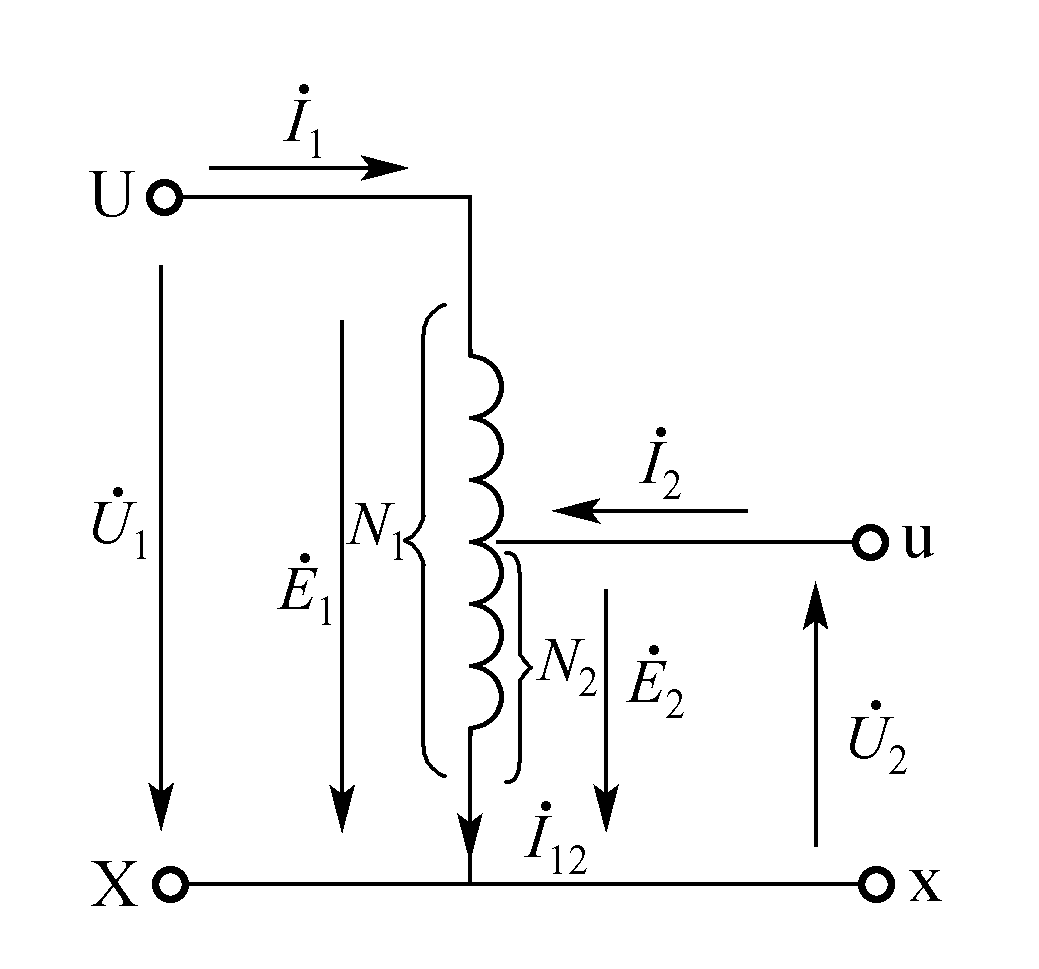 İ₁
U
U̇₁
Ė₁
N₁
İ₂
u
N₂
Ė₂
U̇₂
İ₁₂
X
x